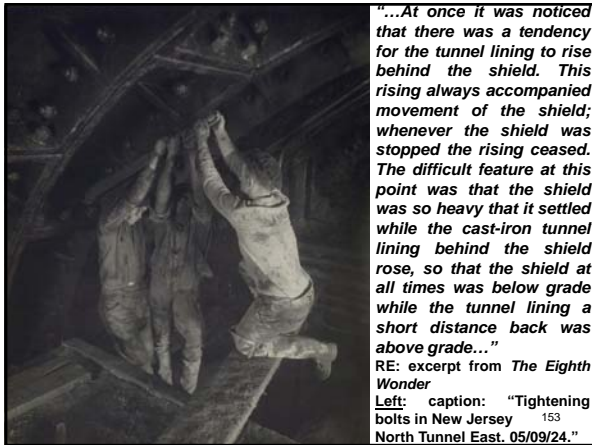 “…At once it was noticed
that there was a tendency
for the tunnel lining to rise
behind the shield. This
rising always accompanied
movement of the shield;
whenever the shield was
stopped the rising ceased.
The difficult feature at this
point was that the shield
was so heavy that it settled
while the cast-iron tunnel
lining behind the shield
rose, so that the shield at
all times was below grade
while the tunnel lining a
short distance back was
above grade…”
RE: excerpt from The Eighth
Wonder
Left: caption: “Tightening
bolts in New Jersey
153
North Tunnel East. 05/09/24.”